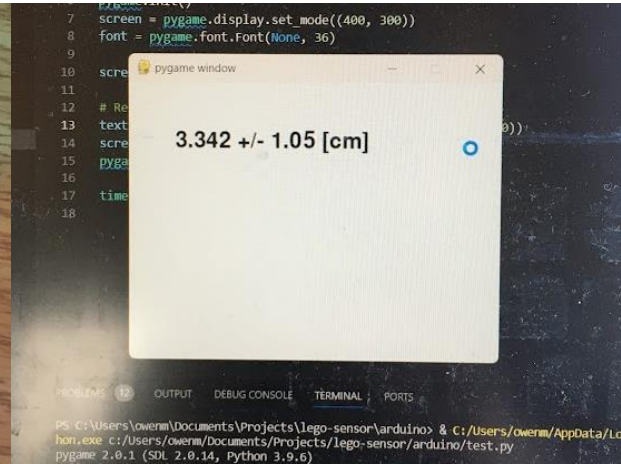 7 screen = pygame.display.set_mode((400, 300))
8 font = pygame.font.Font(None, 36)
9
10 scre
pygame window
11
12 # Re
13 text 0))
3.342 +/- 1.05 [cm]
14 scre
15 pyga
16
17 time
18
PROBLEMS 12 OUTPUT DEBUG CONSOLE TERMINAL PORTS
PS C:\Users\owenm\Documents\Projects\lego-sensor\arduino> & C:/Users/owenm/AppData/Lo
hon.exe c:/Users/owenm/Documents/Projects/lego-sensor/arduino/test.py
pygame 2.0.1 (SDL 2.0.14, Python 3.9.6)